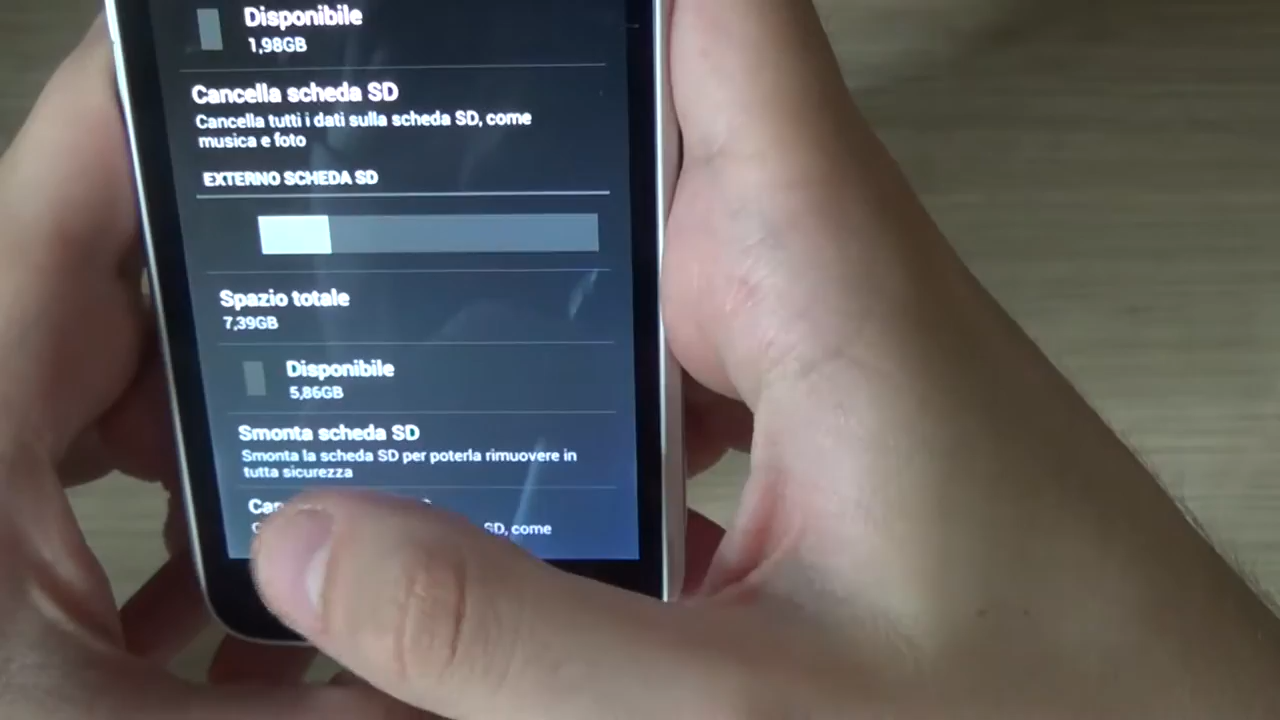 Disponibile
1,98GB
Cancella scheda SD
Cancella tutti i dati sulla scheda SD, come
musica e foto
EXTERNO SCHEDA SD
Spazio totale
7,39GB
Disponibile
5,86GB
Smonta scheda SD
Smonta la scheda SD per poterla rimuovere in
tutta sicurezza
SD, come